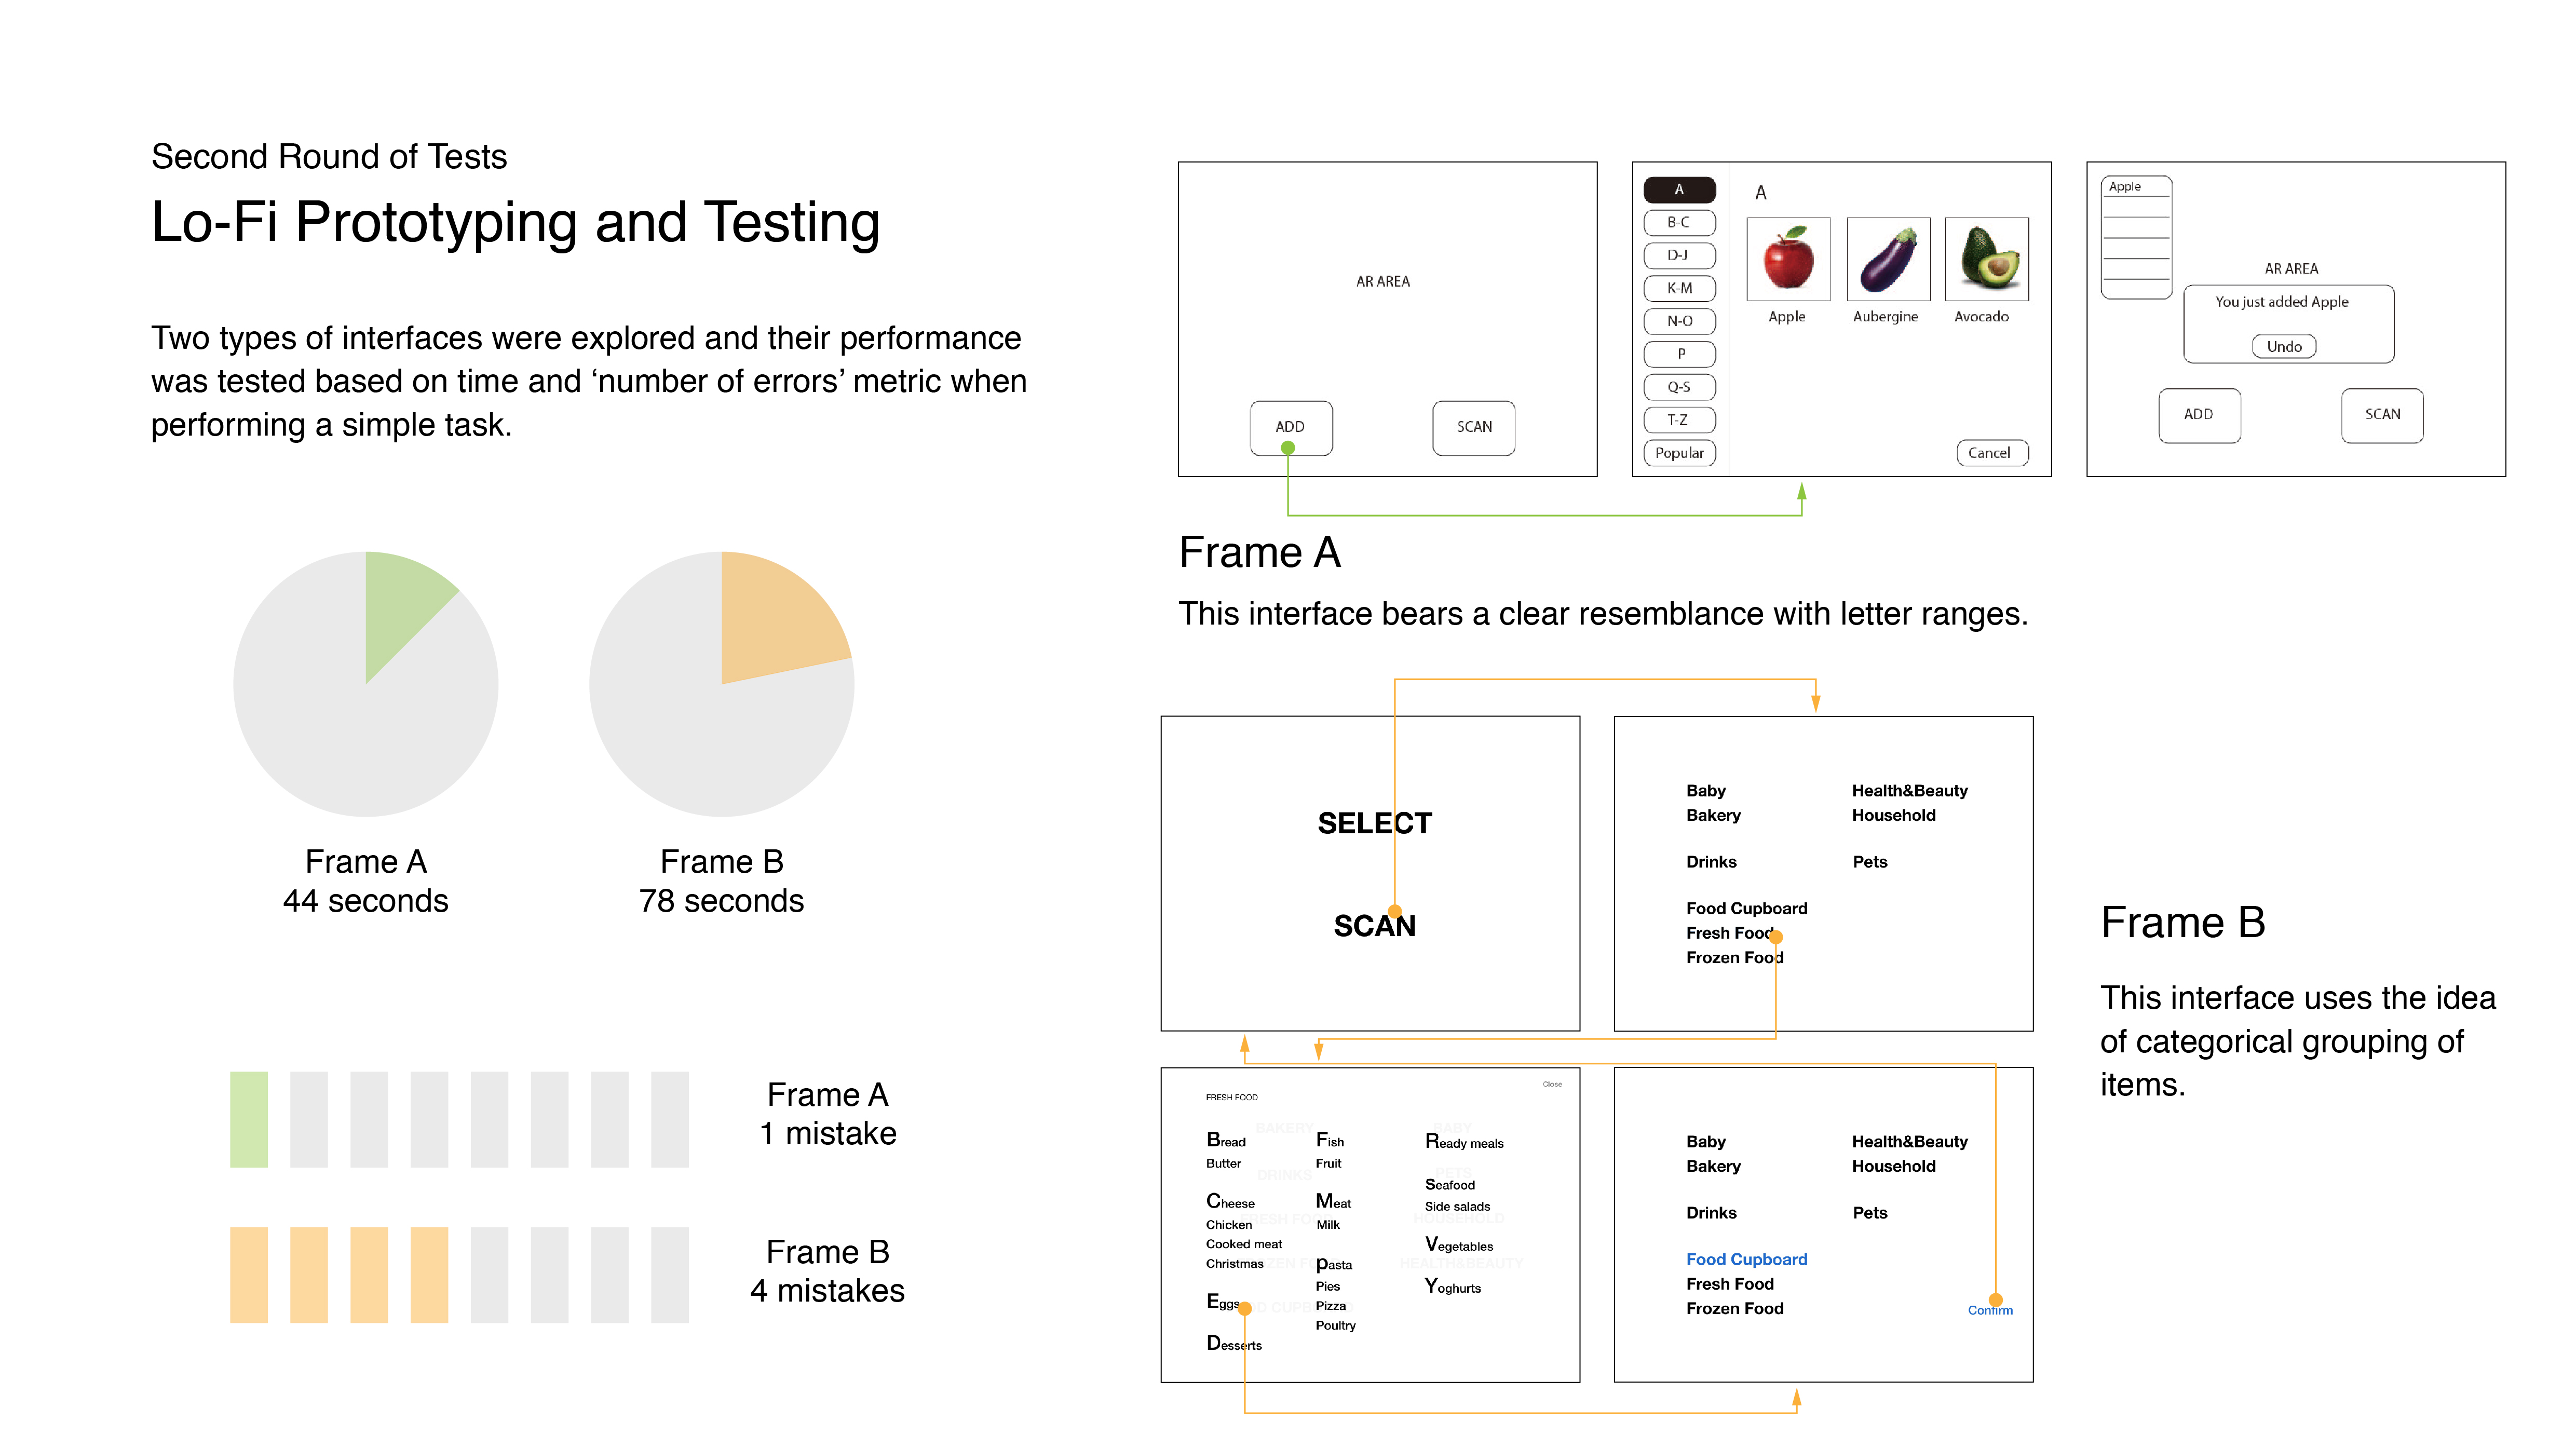 Second Round of Tests
Lo-Fi Prototyping and Testing
Two types of interfaces were explored and their performance
was tested based on time and ‘number of errors’ metric when
performing a simple task.
Frame A
44 seconds
Frame B
78 seconds
Frame A
1 mistake
Frame B
4 mistakes
AR AREA
ADD
SCAN
A
B-C
D-J
K-M
N-O
P
Q-S
T-Z
Popular
A
Apple
Aubergine
Avocado
Cancel
Apple
AR AREA
You just added Apple
Undo
ADD
SCAN
Frame A
This interface bears a clear resemblance with letter ranges.
SELECT
SCAN
Baby
Bakery
Drinks
Food Cupboard
Fresh Food
Frozen Food
Health&Beauty
Household
Pets
Close
FRESH FOOD
Bread
Butter
Cheese
Chicken
Cooked meat
Christmas
Eggs
Desserts
Fish
Fruit
Meat
Milk
pasta
Pies
Pizza
Poultry
Ready meals
Seafood
Side salads
Vegetables
Yoghurts
BAKERY
DRINKS
BABY
PETS
HOUSEHOLD
HEALTH&BEAUTY
Baby
Bakery
Drinks
Food Cupboard
Fresh Food
Frozen Food
Health&Beauty
Household
Pets
Confirm
Frame B
This interface uses the idea
of categorical grouping of
items.